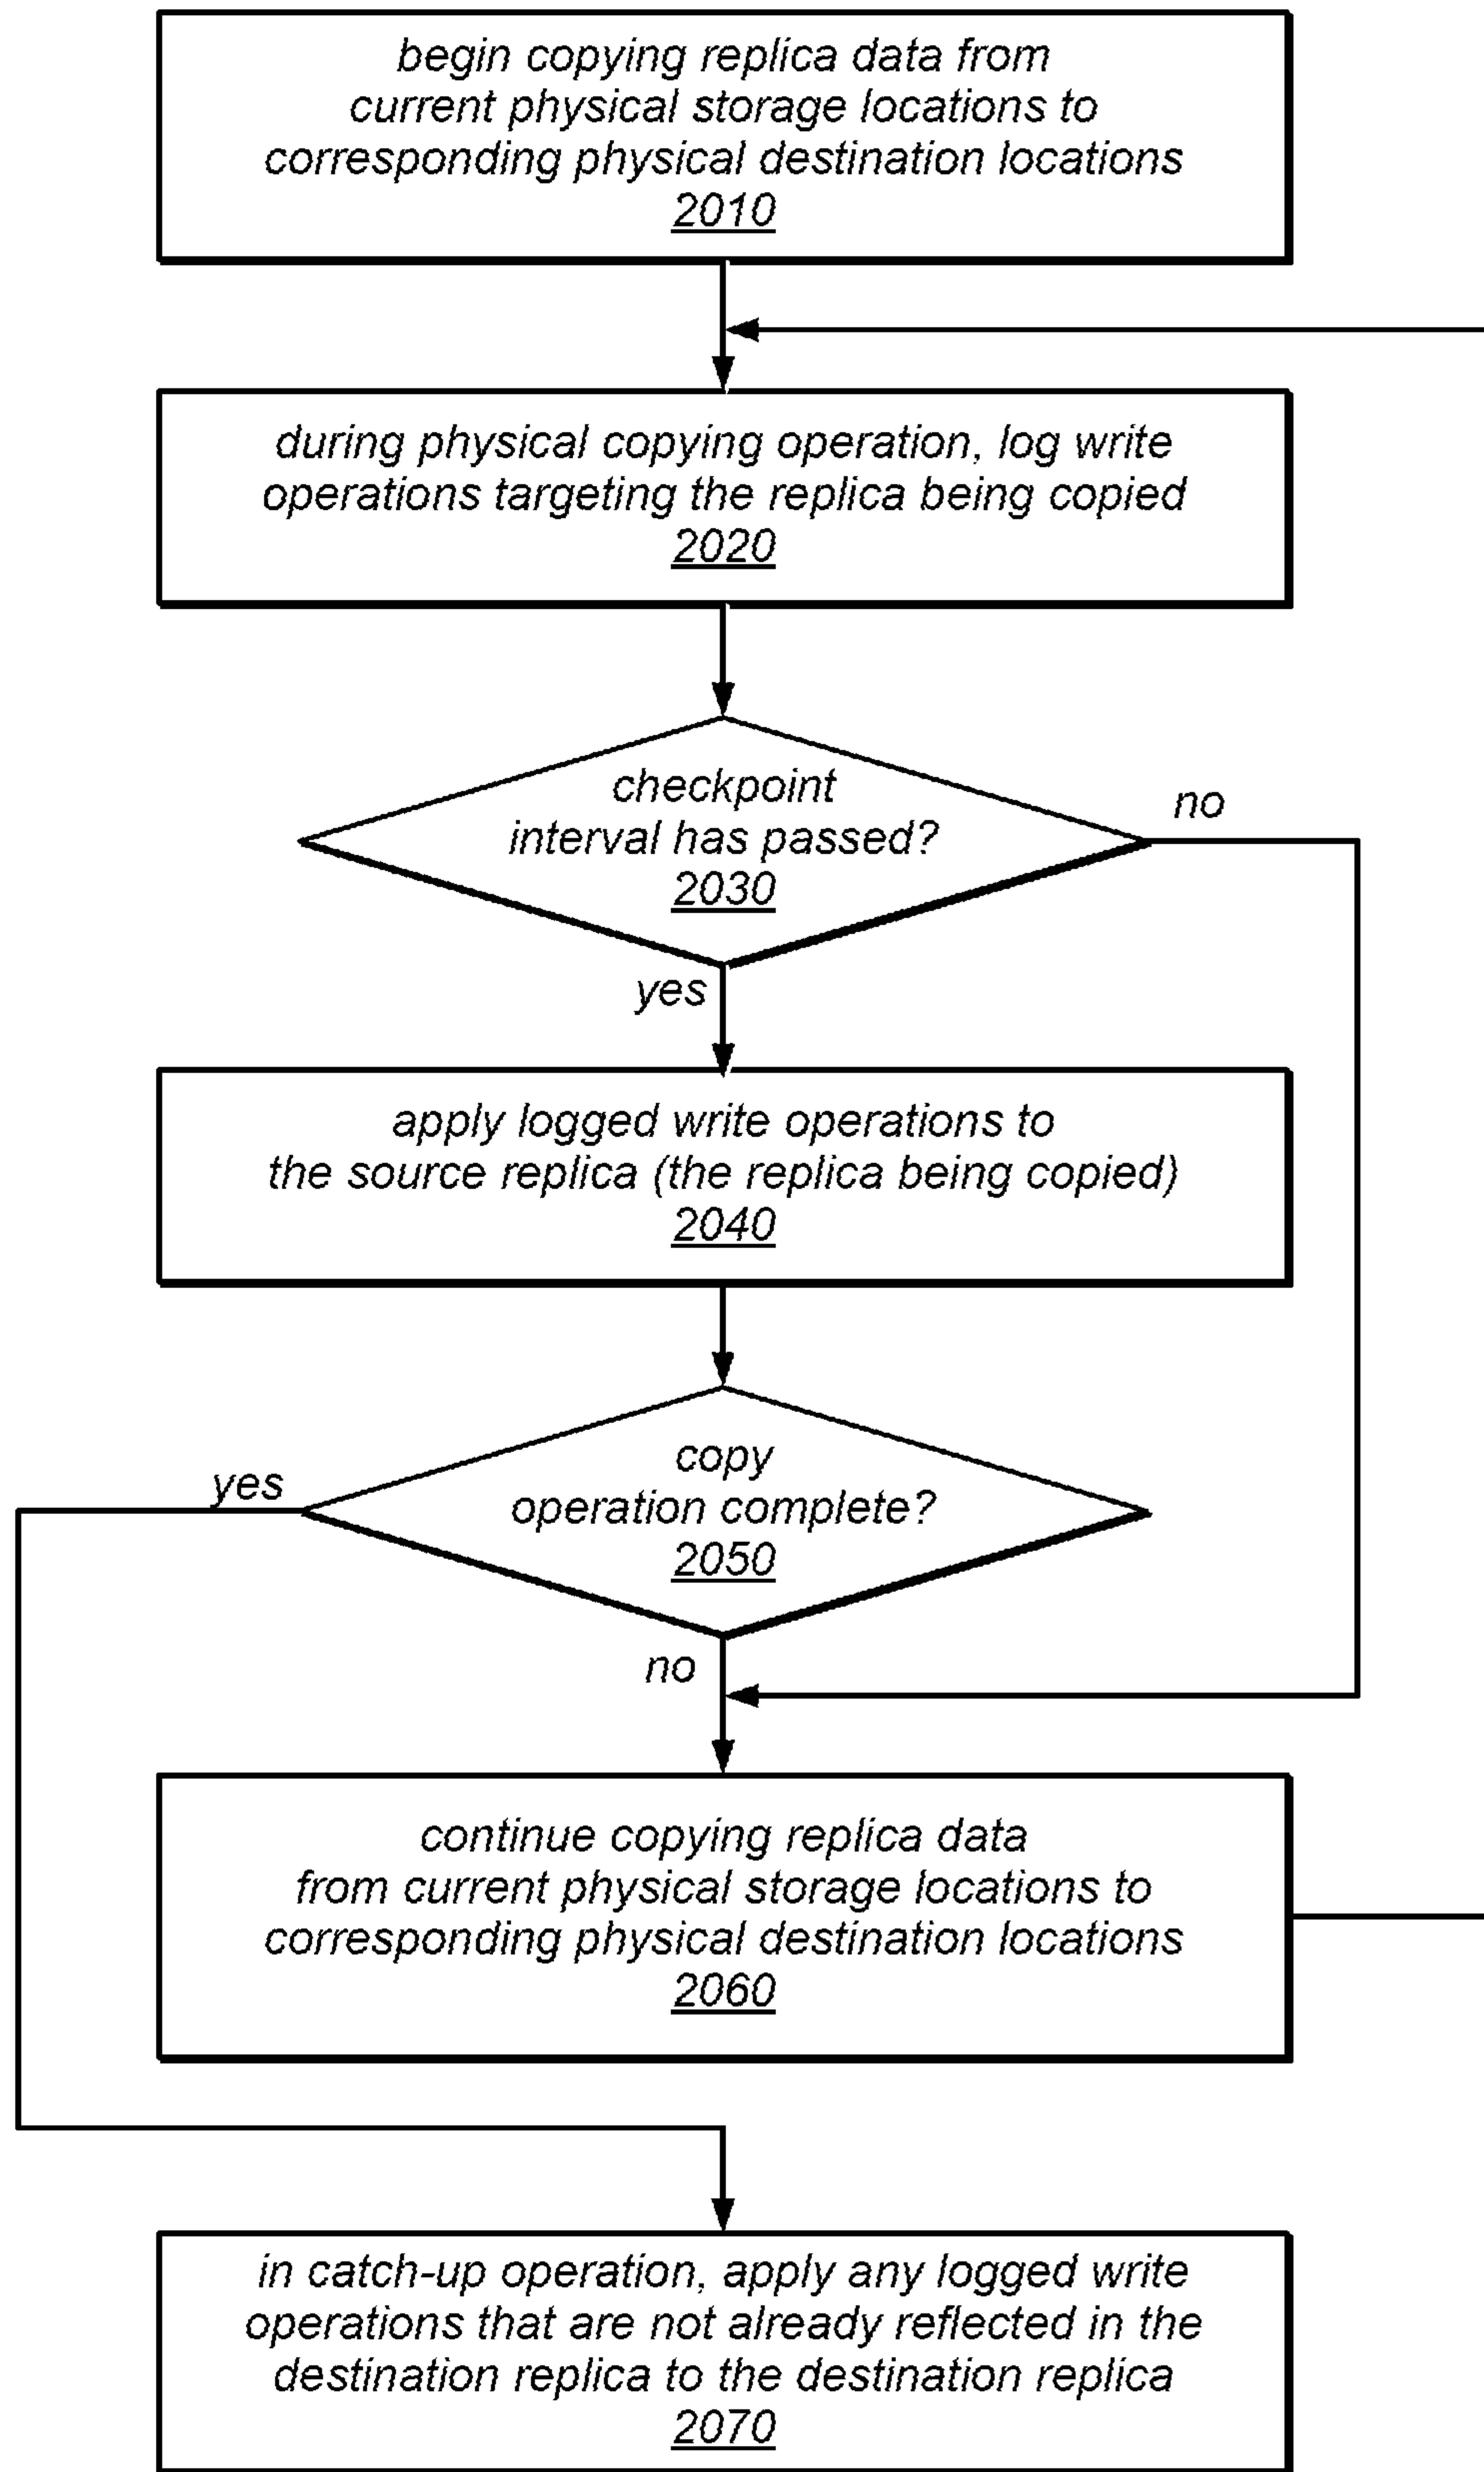 begin copying replica data from
current physical storage locations to
corresponding physical destination locations
2010
during physical copying operation, log write
operations targeting the replica being copied
2020
checkpoint
interval has passed?
2030
no
yes
apply logged write operations to
the source replica (the replica being copied)
2040
copy
operation complete?
2050
yes
no
continue copying replica data
from current physical storage locations to
corresponding physical destination locations
2060
in catch-up operation, apply any logged write
operations that are not already reflected in the
destination replica to the destination replica
2070